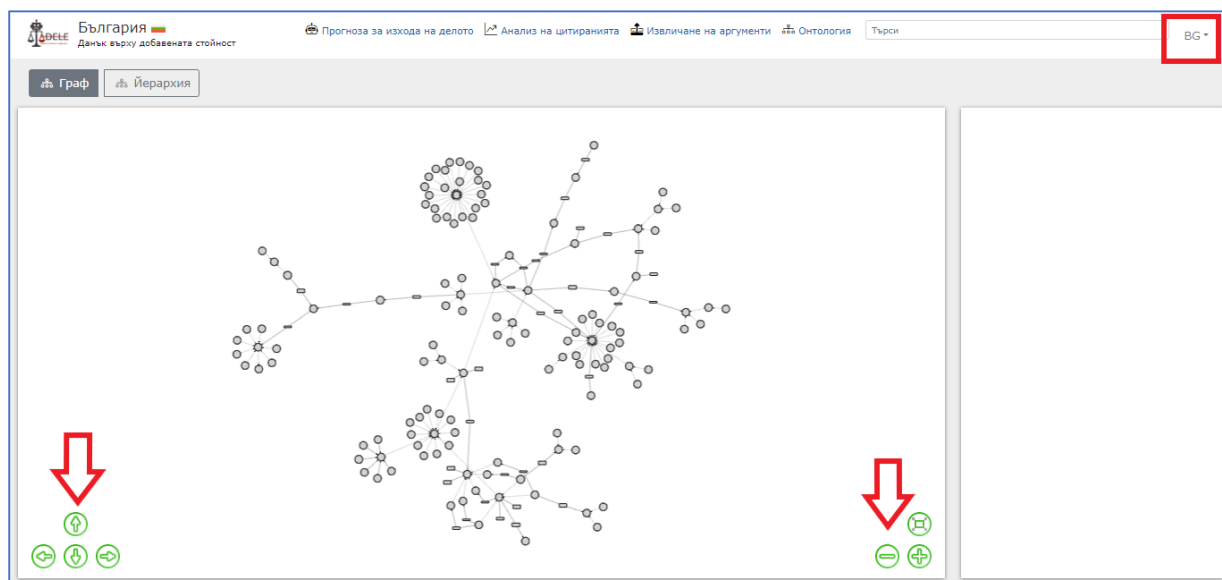 ADELE
България
Данък върху добавената стойност
Прогноза за изхода на делото Анализ на цитиранията Извличане на аргументи Онтология Търси BG
Граф Йерархия